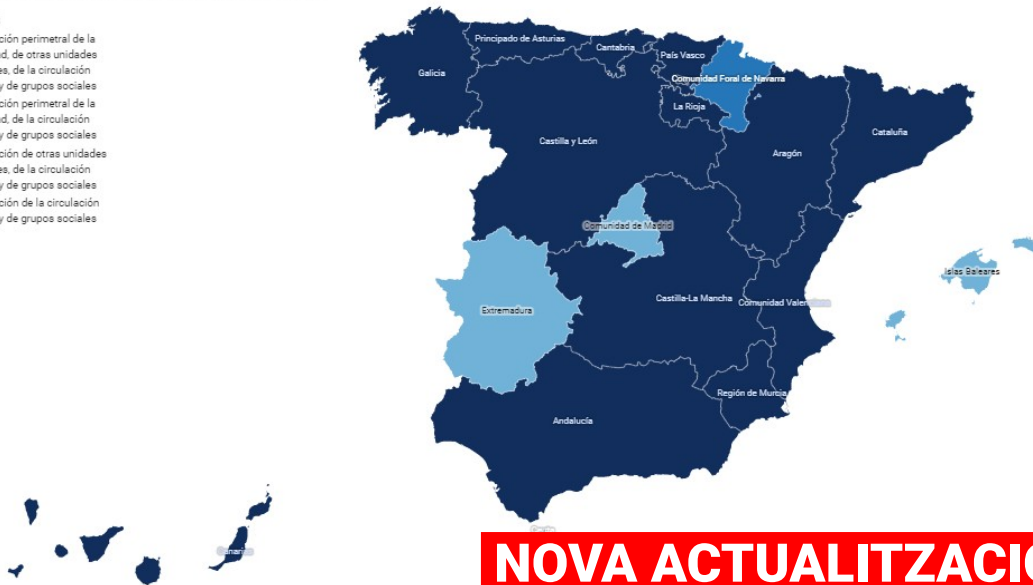 ción perimetral de la
d, de otras unidades
es, de la circulación
y de grupos sociales
ción perimetral de la
d, de la circulación
y de grupos sociales
ción de otras unidades
es, de la circulación
y de grupos sociales
ción de la circulación
y de grupos sociales
Principado de Asturias
Cantabria
País Vasco
Galicia
Comunidad Foral de Navarra
La Rioja
Cataluña
Castilla y León
Aragón
Comunidad de Madrid
Islas Baleares
Castilla-La Mancha
Comunidad Valenciana
Extremadura
Región de Murcia
Andalucía
Ceuta
Canarias
NOVA ACTUALITZACIÓ